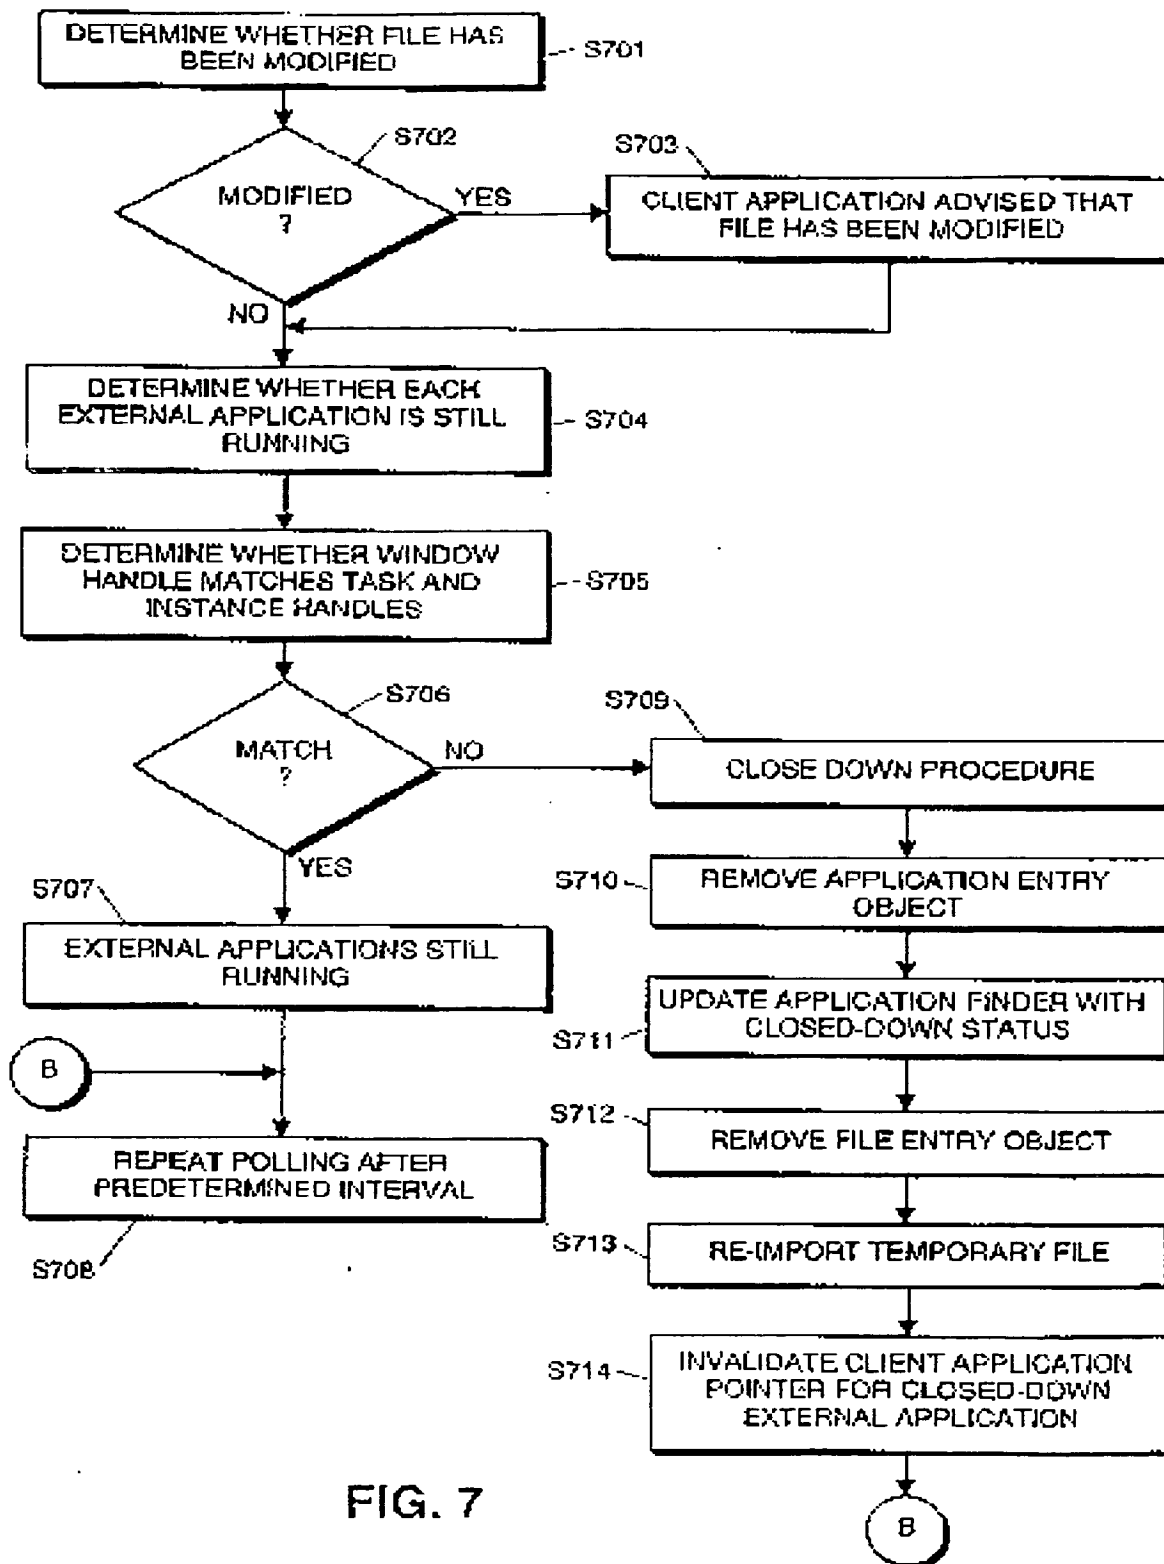 DETERMINE WHETHER FILE HAS
BEEN MODIFIED
S701
S702
MODIFIED
?
YES
S703
CLIENT APPLICATION ADVISED THAT
FILE HAS BEEN MODIFIED
NO
DETERMINE WHETHER EACH
EXTERNAL APPLICATION IS STILL
RUNNING
S704
DETERMINE WHETHER WINDOW
HANDLE MATCHES TASK AND
INSTANCE HANDLES
S705
S706
MATCH
?
NO
S709
CLOSE DOWN PROCEDURE
YES
S707
EXTERNAL APPLICATIONS STILL
RUNNING
S710
REMOVE APPLICATION ENTRY
OBJECT
UPDATE APPLICATION FINDER WITH
CLOSED-DOWN STATUS
S711
B
S712
REMOVE FILE ENTRY OBJECT
REPEAT POLLING AFTER
PREDETERMINED INTERVAL
S708
S713
RE-IMPORT TEMPORARY FILE
S714
INVALIDATE CLIENT APPLICATION
POINTER FOR CLOSED-DOWN
EXTERNAL APPLICATION
B
FIG. 7